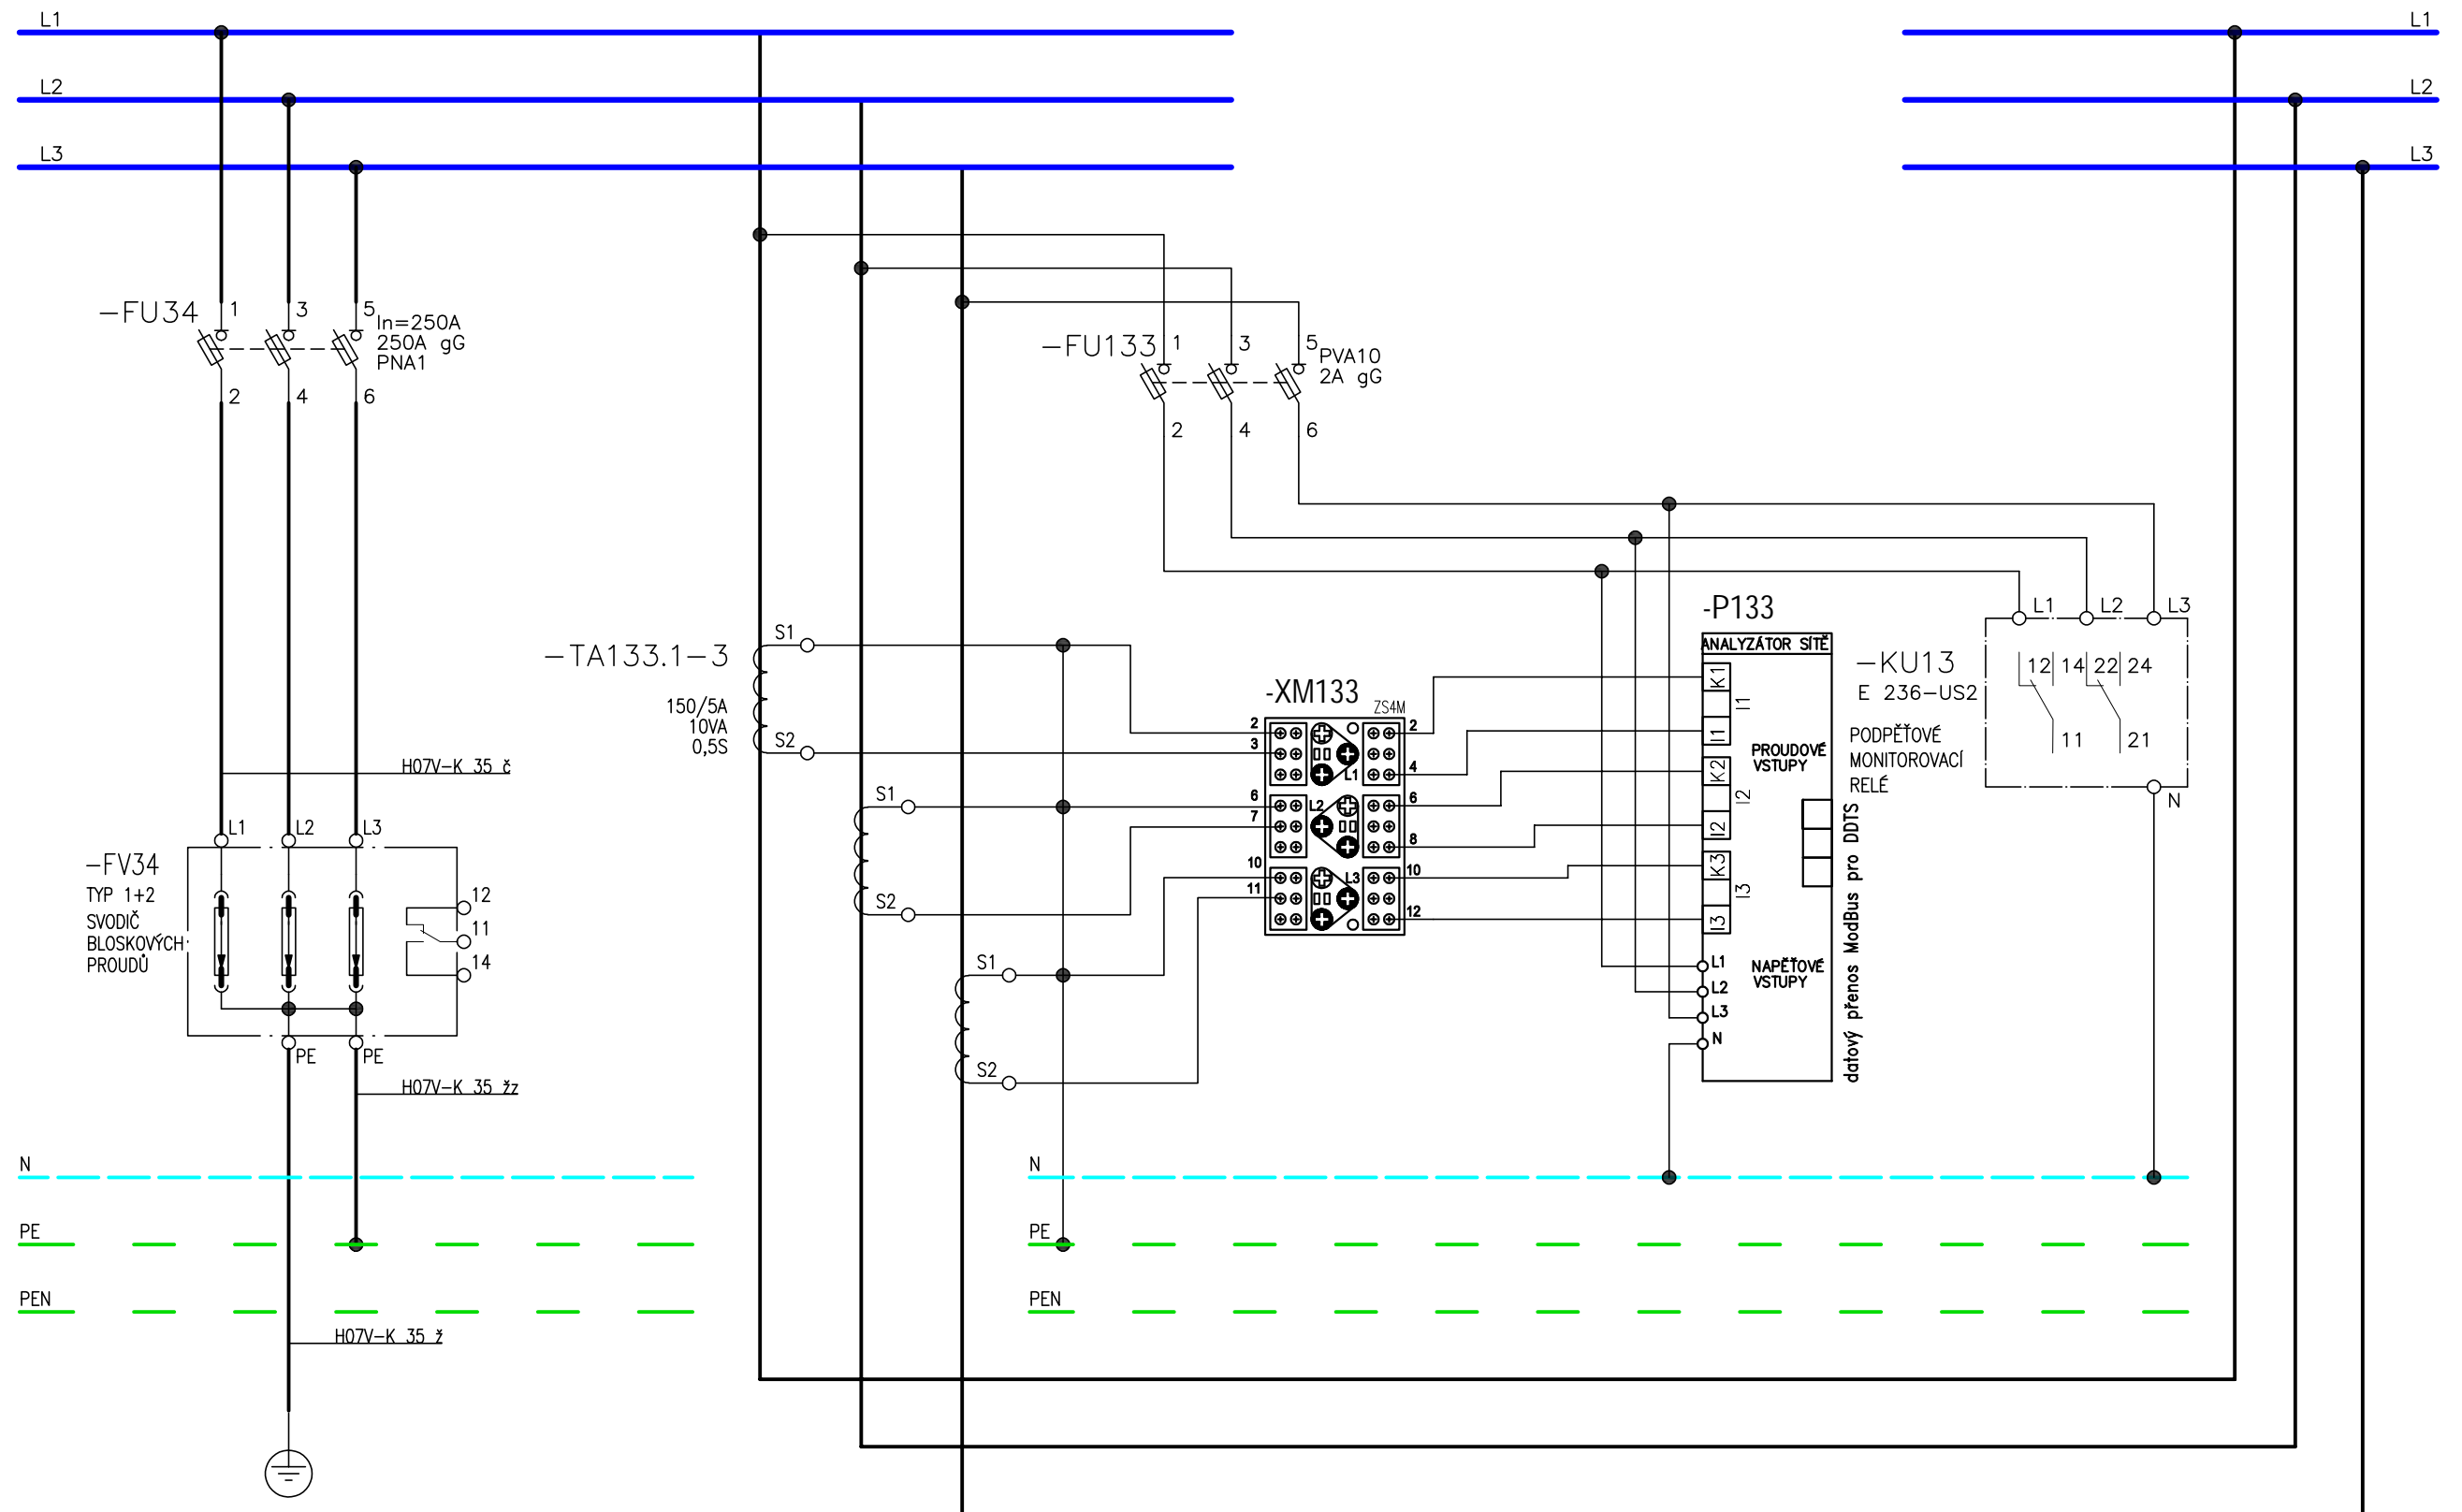 L1
L1
L2
L2
L3
L3
-FU34
1
3
5
In=250A
250A gG
PNA1
2
4
6
-FU133
1
3
5
PVA10
2A gG
2
4
6
-TA133.1-3
150/5A
10VA
0,5S
S1
S2
S1
S2
S1
S2
-XM133
ZS4M
2
3
6
7
10
11
L1
L2
L3
2
4
6
8
10
12
-P133
ANALYZÁTOR SÍTĚ
K1
I1
I1
K2
I2
I2
K3
I3
I3
PROUDOVÉ
VSTUPY
NAPĚŤOVÉ
VSTUPY
L1
L2
L3
N
datový přenos ModBus pro DDTS
-KU13
E 236-US2
PODPĚŤOVÉ
MONITOROVACÍ
RELÉ
L1
L2
L3
12
14
22
24
11
21
N
H07V-K 35 č
-FV34
TYP 1+2
SVODIČ
BLOSKOVÝCH
PROUDŮ
L1
L2
L3
12
11
14
PE
PE
H07V-K 35 žz
N
N
PE
PE
PEN
PEN
H07V-K 35 ž